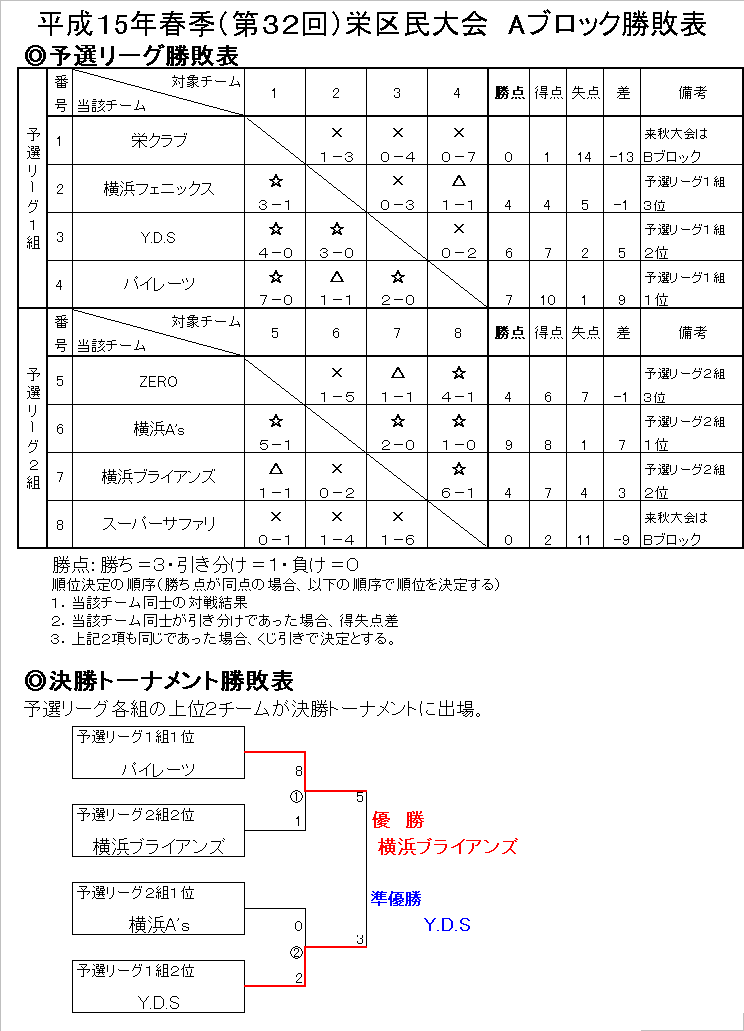 平成15年春季(第32回)栄区民大会　Aブロック勝敗表
◎予選リーグ勝敗表
予選リーグ1組
番号 対象チーム 当該チーム 1 2 3 4 勝点 得点 失点 差 備考
1 栄クラブ × 1-3 × 0-4 × 0-7 0 1 14 -13 来秋大会はBブロック
2 横浜フェニックス ☆ 3-1 × 0-3 △ 1-1 4 4 5 -1 予選リーグ1組3位
3 Y.D.S ☆ 4-0 ☆ 3-0 × 0-2 6 7 2 5 予選リーグ1組2位
4 パイレーツ ☆ 7-0 △ 1-1 ☆ 2-0 7 10 1 9 予選リーグ1組1位
予選リーグ2組
番号 対象チーム 当該チーム 5 6 7 8 勝点 得点 失点 差 備考
5 ZERO × 1-5 △ 1-1 ☆ 4-1 4 6 7 -1 予選リーグ2組3位
6 横浜A's ☆ 5-1 ☆ 2-0 ☆ 1-0 9 8 1 7 予選リーグ2組1位
7 横浜ブライアンズ △ 1-1 × 0-2 ☆ 6-1 4 7 4 3 予選リーグ2組2位
8 スーパーサファリ × 0-1 × 1-4 × 1-6 0 2 11 -9 来秋大会はBブロック
勝点:勝ち=3・引き分け=1・負け=0
順位決定の順序(勝ち点が同点の場合、以下の順序で順位を決定する)
1. 当該チーム同士の対戦結果
2. 当該チーム同士が引き分けであった場合、得失点差
3. 上記2項も同じであった場合、くじ引きで決定とする。
◎決勝トーナメント勝敗表
予選リーグ各組の上位2チームが決勝トーナメントに出場。
予選リーグ1組1位
パイレーツ
8
①
1
予選リーグ2組2位
横浜ブライアンズ
5
優　勝
横浜ブライアンズ
予選リーグ2組1位
横浜A's
0
②
2
予選リーグ1組2位
Y.D.S
3
準優勝
Y.D.S